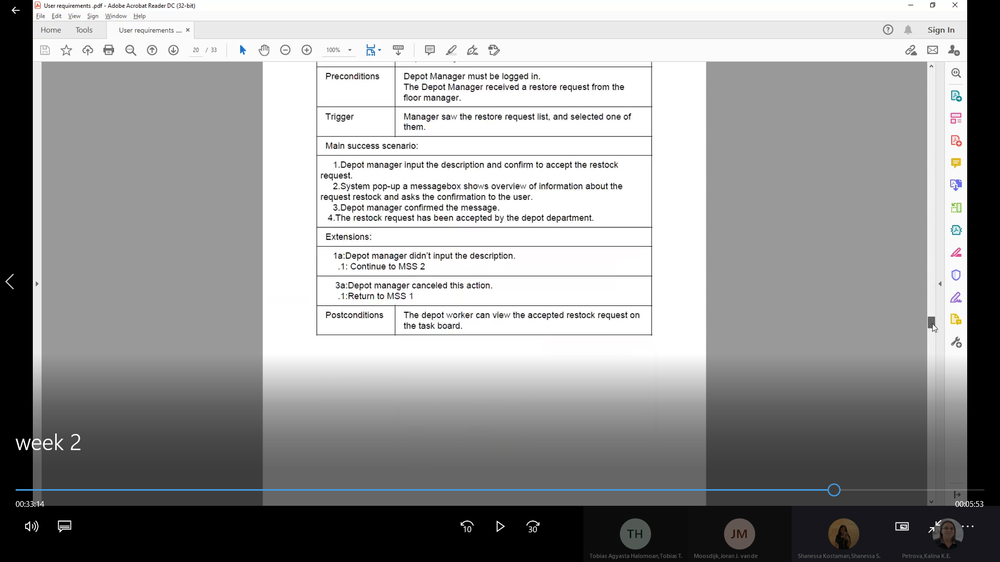 User requirements .pdf - Adobe Acrobat Reader DC (32-bit)
File Edit View Sign Window Help
Home Tools User requirements .... × Sign In
20 / 33 100%
Preconditions
Depot Manager must be logged in.
The Depot Manager received a restore request from the
floor manager.
Trigger
Manager saw the restore request list, and selected one of
them.
Main success scenario:
1.Depot manager input the description and confirm to accept the restock
request.
2.System pop-up a messagebox shows overview of information about the
request restock and asks the confirmation to the user.
3.Depot manager confirmed the message.
4.The restock request has been accepted by the depot department.
Extensions:
1a:Depot manager didn't input the description.
.1: Continue to MSS 2
3a:Depot manager canceled this action.
.1:Return to MSS 1
Postconditions
The depot worker can view the accepted restock request on
the task board.
week 2
00:33:14
00:05:53
10
30
TH
JM
Tobias Agyasta Halomoan,Tobias T.
Moosdijk,Joran J. van de
Shanessa Kostaman,Shanessa S.
Petrova,Kalina K.E.